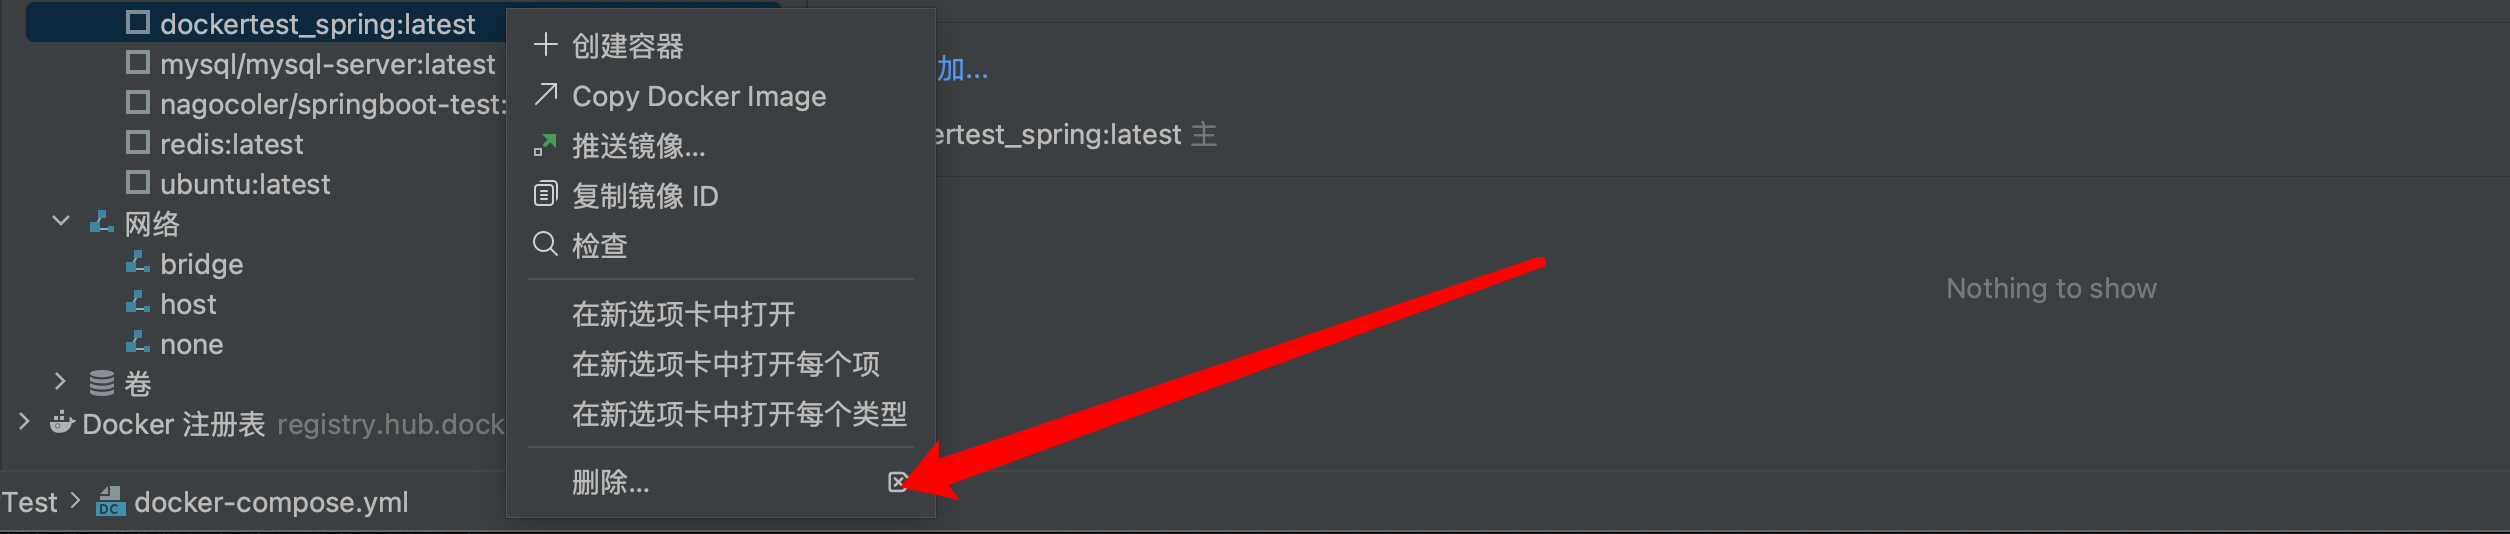 dockertest_spring:latest
mysql/mysql-server:latest
nagocoler/springboot-test:
redis:latest
ubuntu:latest
网络
bridge
host
none
卷
Docker 注册表 registry.hub.dock
Test
DC docker-compose.yml
创建容器
Copy Docker Image
推送镜像...
复制镜像 ID
检查
在新选项卡中打开
在新选项卡中打开每个项
在新选项卡中打开每个类型
删除...
加...
ertest_spring:latest 主
Nothing to show